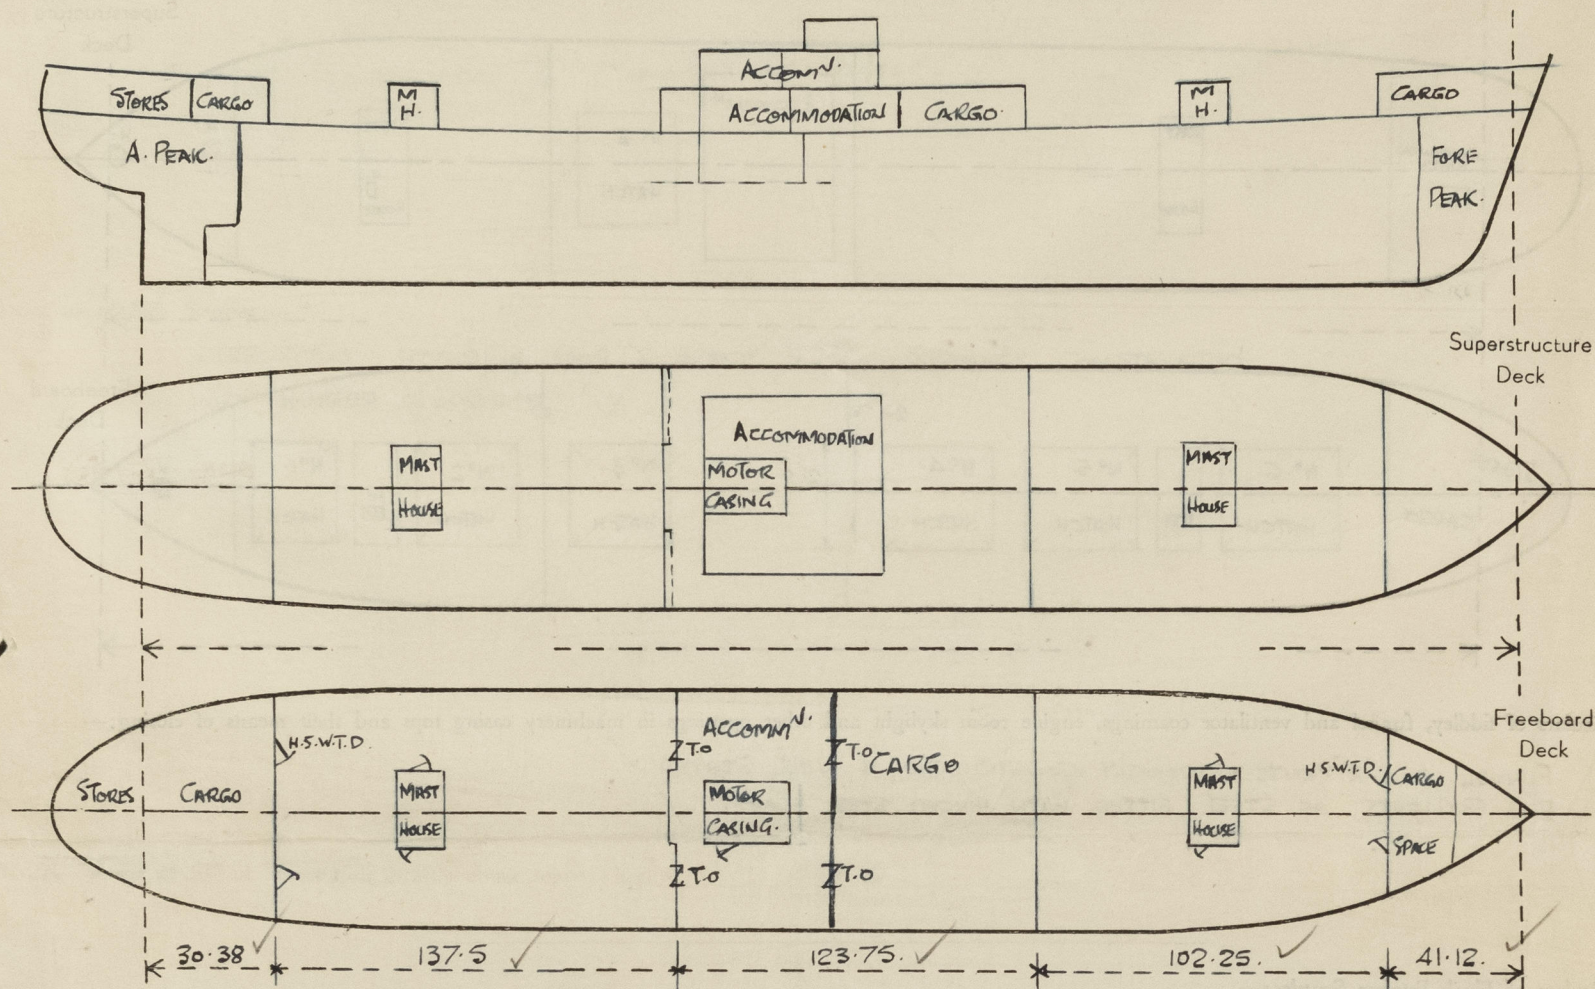 ACCOMN.
STORES CARGO
M
H.
ACCOMMODATION CARGO.
M
H.
CARGO
A. PEAK.
FORE
PEAK.
Superstructure
Deck
MAST
HOUSE
ACCOMMODATION
MOTOR
CASING
MAST
HOUSE
Freeboard
Deck
STORES CARGO
H.S.W.T.D.
MAST
HOUSE
ACCOMMN.
T.O
T.O
CARGO
MOTOR
CASING.
T.O
T.O
MAST
HOUSE
H.S.W.T.D.
CARGO
SPACE
30.38 137.5 123.75. 102.25. 41.12.